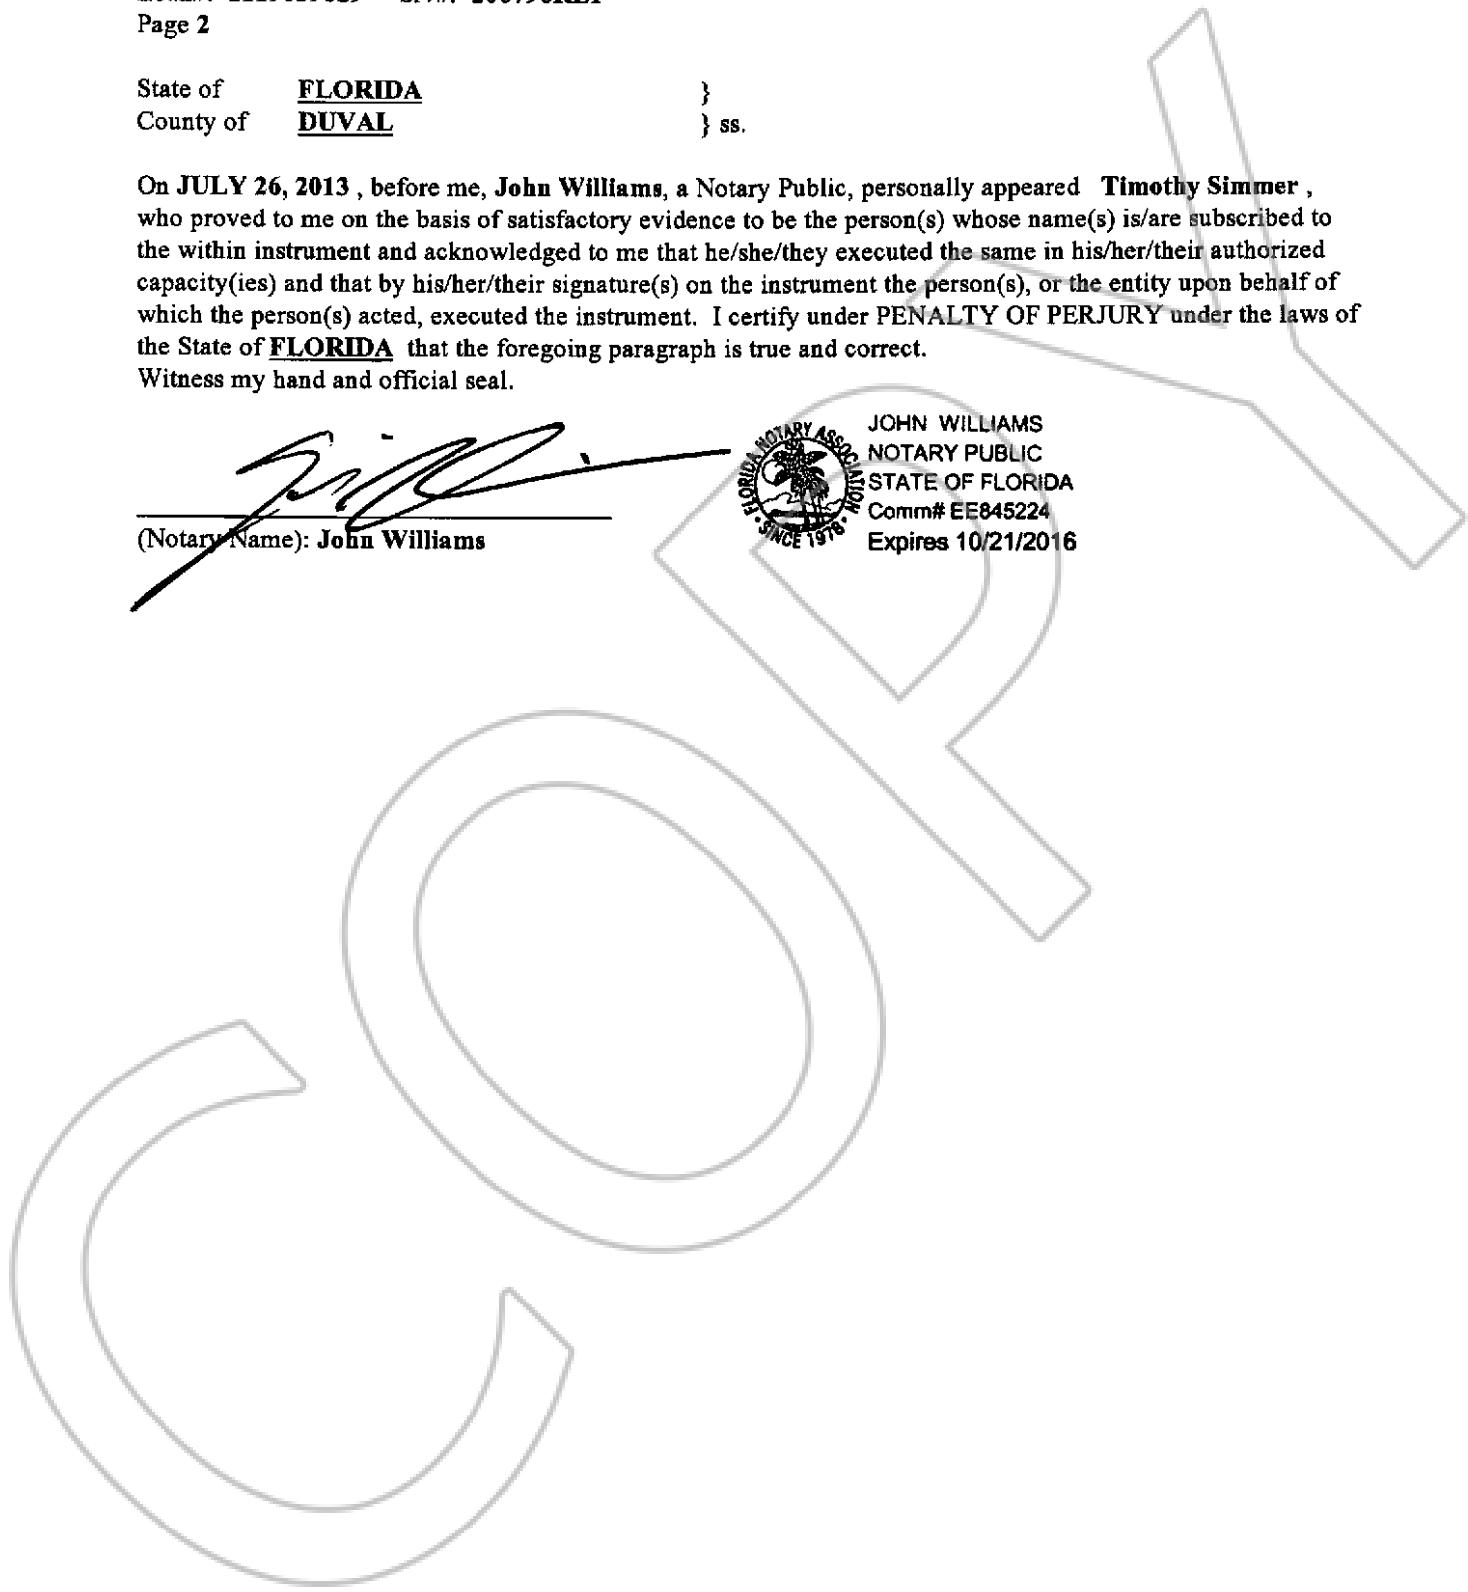 Page 2
State of FLORIDA }
County of DUVAL } ss.
On JULY 26, 2013 , before me, John Williams, a Notary Public, personally appeared Timothy Simmer ,
who proved to me on the basis of satisfactory evidence to be the person(s) whose name(s) is/are subscribed to
the within instrument and acknowledged to me that he/she/they executed the same in his/her/their authorized
capacity(ies) and that by his/her/their signature(s) on the instrument the person(s), or the entity upon behalf of
which the person(s) acted, executed the instrument. I certify under PENALTY OF PERJURY under the laws of
the State of FLORIDA that the foregoing paragraph is true and correct.
Witness my hand and official seal.
(Notary Name): John Williams
FLORIDA NOTARY ASSOCIATION
SINCE 1978
JOHN WILLIAMS
NOTARY PUBLIC
STATE OF FLORIDA
Comm# EE845224
Expires 10/21/2016
COPY